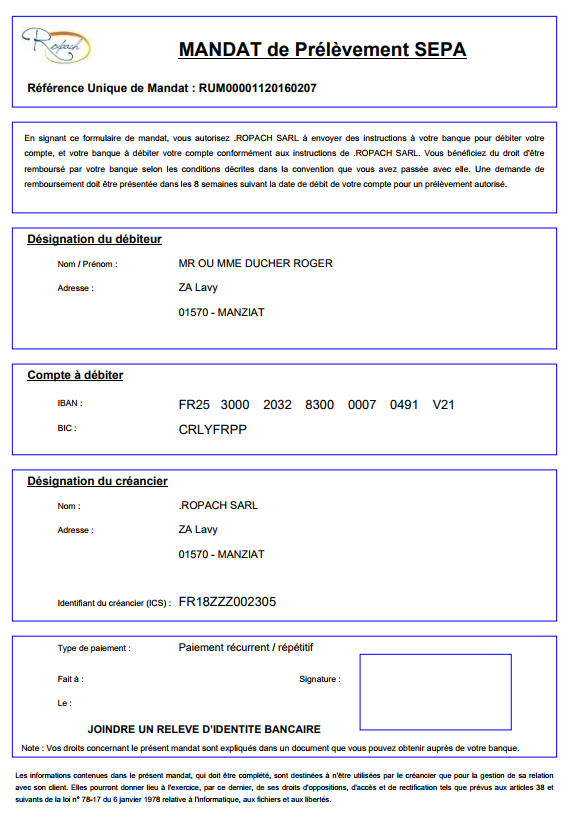 Ropach
MANDAT de Prélèvement SEPA
Référence Unique de Mandat : RUM00001120160207
En signant ce formulaire de mandat, vous autorisez .ROPACH SARL à envoyer des instructions à votre banque pour débiter votre
compte, et votre banque à débiter votre compte conformément aux instructions de .ROPACH SARL. Vous bénéficiez du droit d'être
remboursé par votre banque selon les conditions décrites dans la convention que vous avez passée avec elle. Une demande de
remboursement doit être présentée dans les 8 semaines suivant la date de débit de votre compte pour un prélèvement autorisé.
Désignation du débiteur
Nom / Prénom : MR OU MME DUCHER ROGER
Adresse : ZA Lavy
01570 - MANZIAT
Compte à débiter
IBAN : FR25 3000 2032 8300 0007 0491 V21
BIC : CRLYFRPP
Désignation du créancier
Nom : .ROPACH SARL
Adresse : ZA Lavy
01570 - MANZIAT
Identifiant du créancier (ICS) : FR18ZZZ002305
Type de paiement : Paiement récurrent / répétitif
Fait à : Signature :
Le :
JOINDRE UN RELEVE D'IDENTITE BANCAIRE
Note : Vos droits concernant le présent mandat sont expliqués dans un document que vous pouvez obtenir auprès de votre banque.
Les informations contenues dans le présent mandat, qui doit être complété, sont destinées à n'être utilisées par le créancier que pour la gestion de sa relation
avec son client. Elles pourront donner lieu à l'exercice, par ce dernier, de ses droits d'oppositions, d'accès et de rectification tels que prévus aux articles 38 et
suivants de la loi n° 78-17 du 6 janvier 1978 relative à l'informatique, aux fichiers et aux libertés.